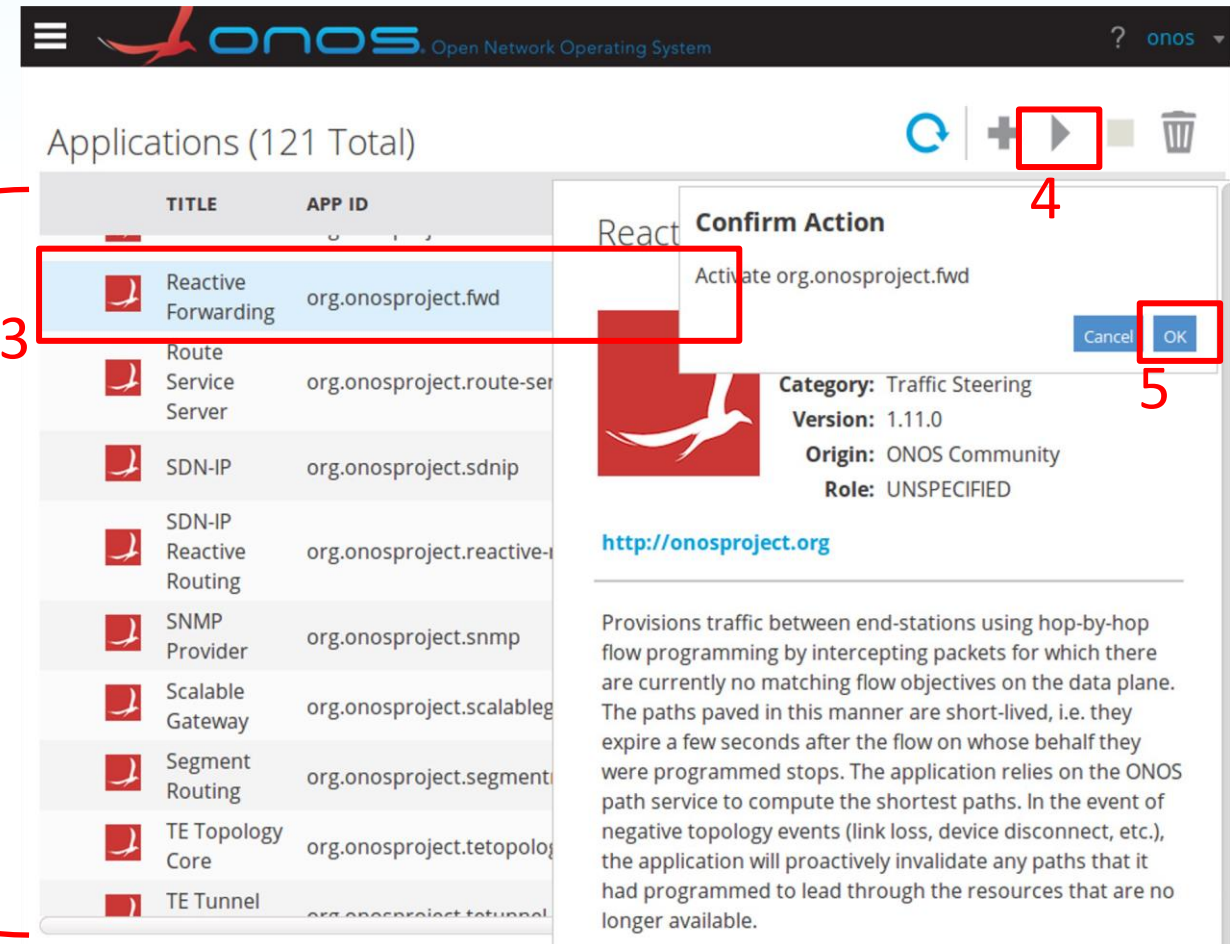 onos. Open Network Operating System
? onos
Applications (121 Total)
4
TITLE APP ID
React
Confirm Action
Activate org.onosproject.fwd
Cancel OK
5
3
Reactive
Forwarding
org.onosproject.fwd
Route
Service
Server
org.onosproject.route-ser
SDN-IP
org.onosproject.sdnip
SDN-IP
Reactive
Routing
org.onosproject.reactive-r
SNMP
Provider
org.onosproject.snmp
Scalable
Gateway
org.onosproject.scalableg
Segment
Routing
org.onosproject.segmentr
TE Topology
Core
org.onosproject.tetopolog
TE Tunnel
org.onosproject.tetunnel
Category: Traffic Steering
Version: 1.11.0
Origin: ONOS Community
Role: UNSPECIFIED
http://onosproject.org
Provisions traffic between end-stations using hop-by-hop
flow programming by intercepting packets for which there
are currently no matching flow objectives on the data plane.
The paths paved in this manner are short-lived, i.e. they
expire a few seconds after the flow on whose behalf they
were programmed stops. The application relies on the ONOS
path service to compute the shortest paths. In the event of
negative topology events (link loss, device disconnect, etc.),
the application will proactively invalidate any paths that it
had programmed to lead through the resources that are no
longer available.